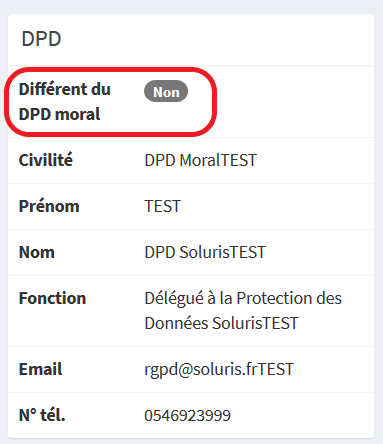 DPD
Différent du Non
DPD moral
Civilité DPD MoralTEST
Prénom TEST
Nom DPD SolurisTEST
Fonction Délégué à la Protection des
Données SolurisTEST
Email rgpd@soluris.frTEST
N° tél. 0546923999